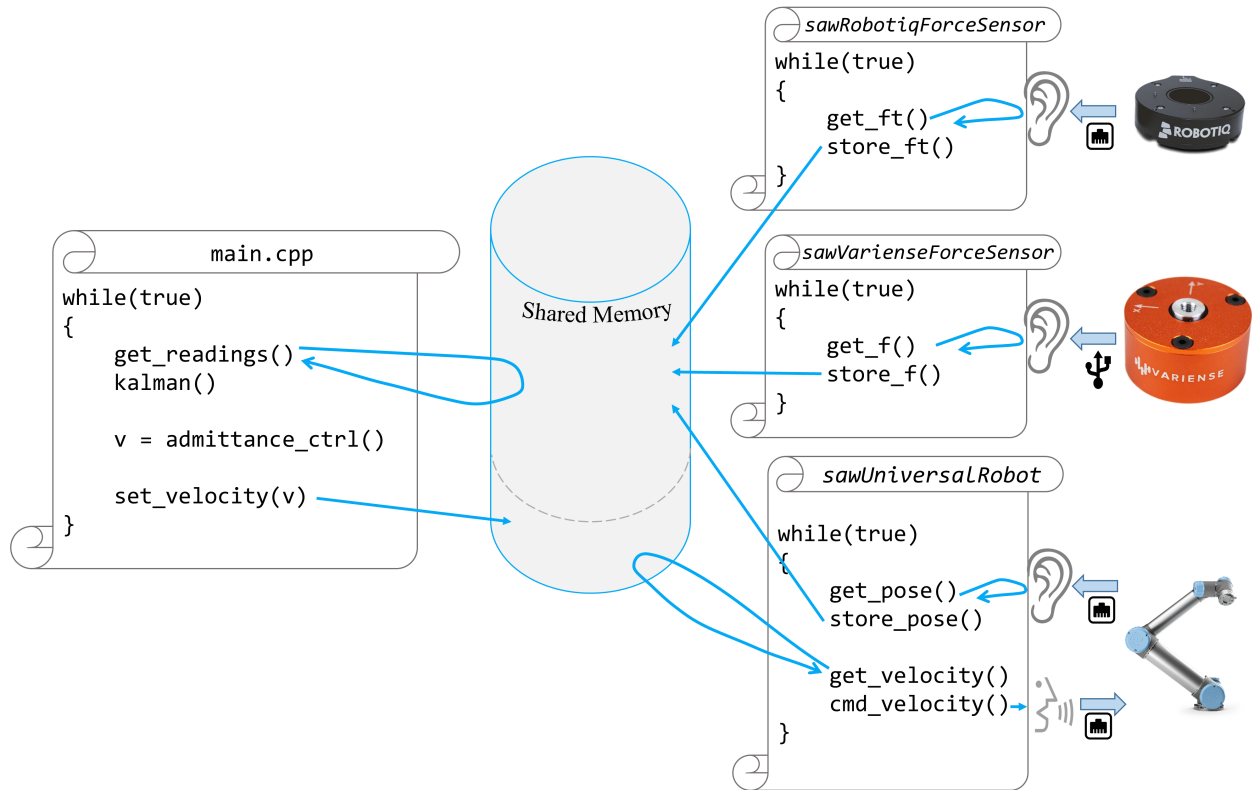 main.cpp
while(true)
{
get_readings()
kalman()
v = admittance_ctrl()
set_velocity(v)
}
Shared Memory
sawRobotiqForceSensor
while(true)
{
get_ft()
store_ft()
}
ROBOTIQ
sawVarienseForceSensor
while(true)
{
get_f()
store_f()
}
X
Y
VARIENSE
sawUniversalRobot
while(true)
{
get_pose()
store_pose()
get_velocity()
cmd_velocity()
}